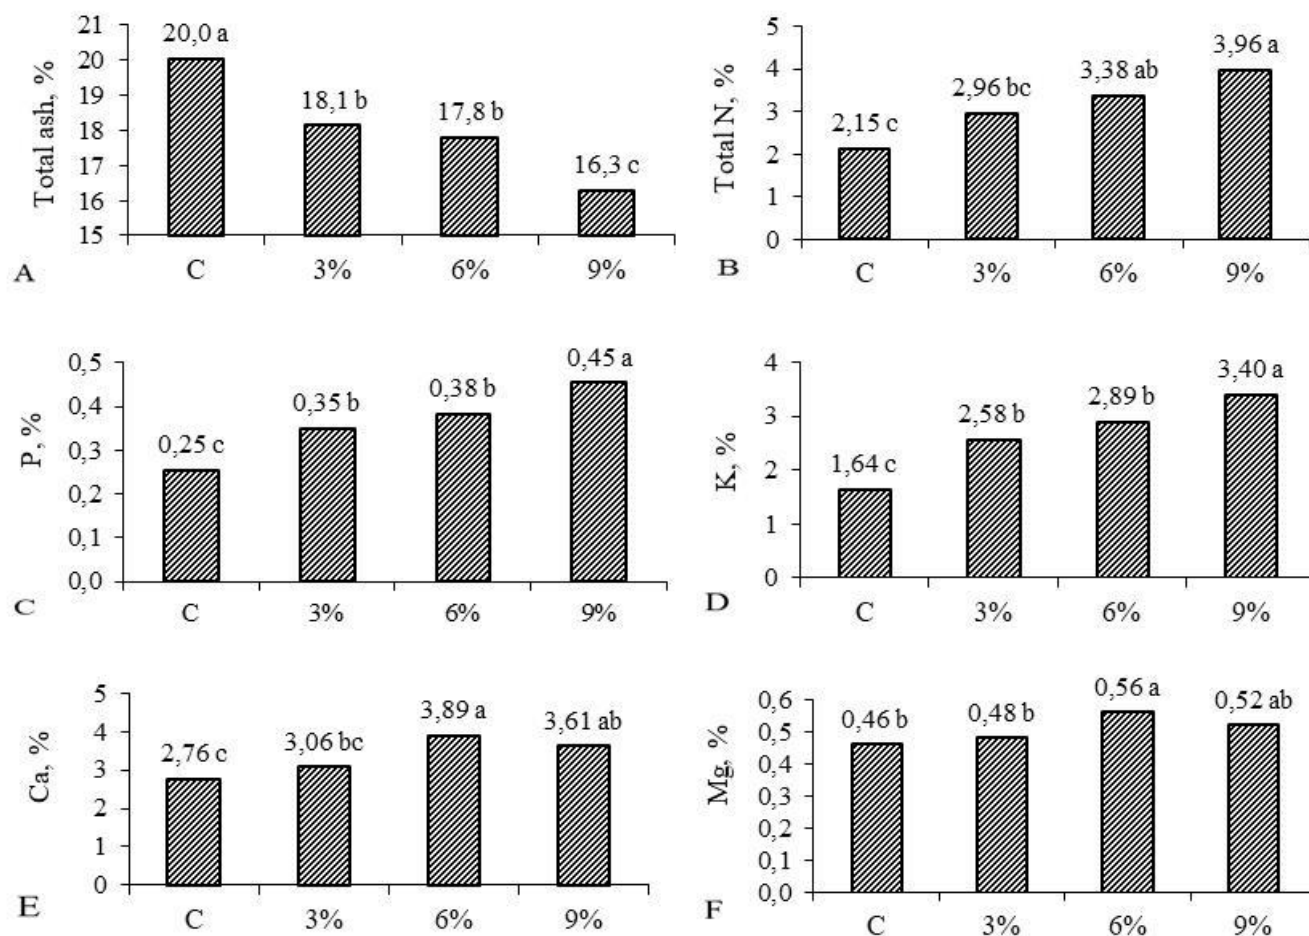 Total ash, %
21
20
19
18
17
16
15
20,0 a
18,1 b
17,8 b
16,3 c
C 3% 6% 9%
A
Total N, %
5
4
3
2
1
0
2,15 c
2,96 bc
3,38 ab
3,96 a
C 3% 6% 9%
B
P, %
0,5
0,4
0,3
0,2
0,1
0,0
0,25 c
0,35 b
0,38 b
0,45 a
C 3% 6% 9%
C
K, %
4
3
2
1
0
1,64 c
2,58 b
2,89 b
3,40 a
C 3% 6% 9%
D
Ca, %
5
4
3
2
1
0
2,76 c
3,06 bc
3,89 a
3,61 ab
C 3% 6% 9%
E
Mg, %
0,6
0,5
0,4
0,3
0,2
0,1
0,0
0,46 b
0,48 b
0,56 a
0,52 ab
C 3% 6% 9%
F